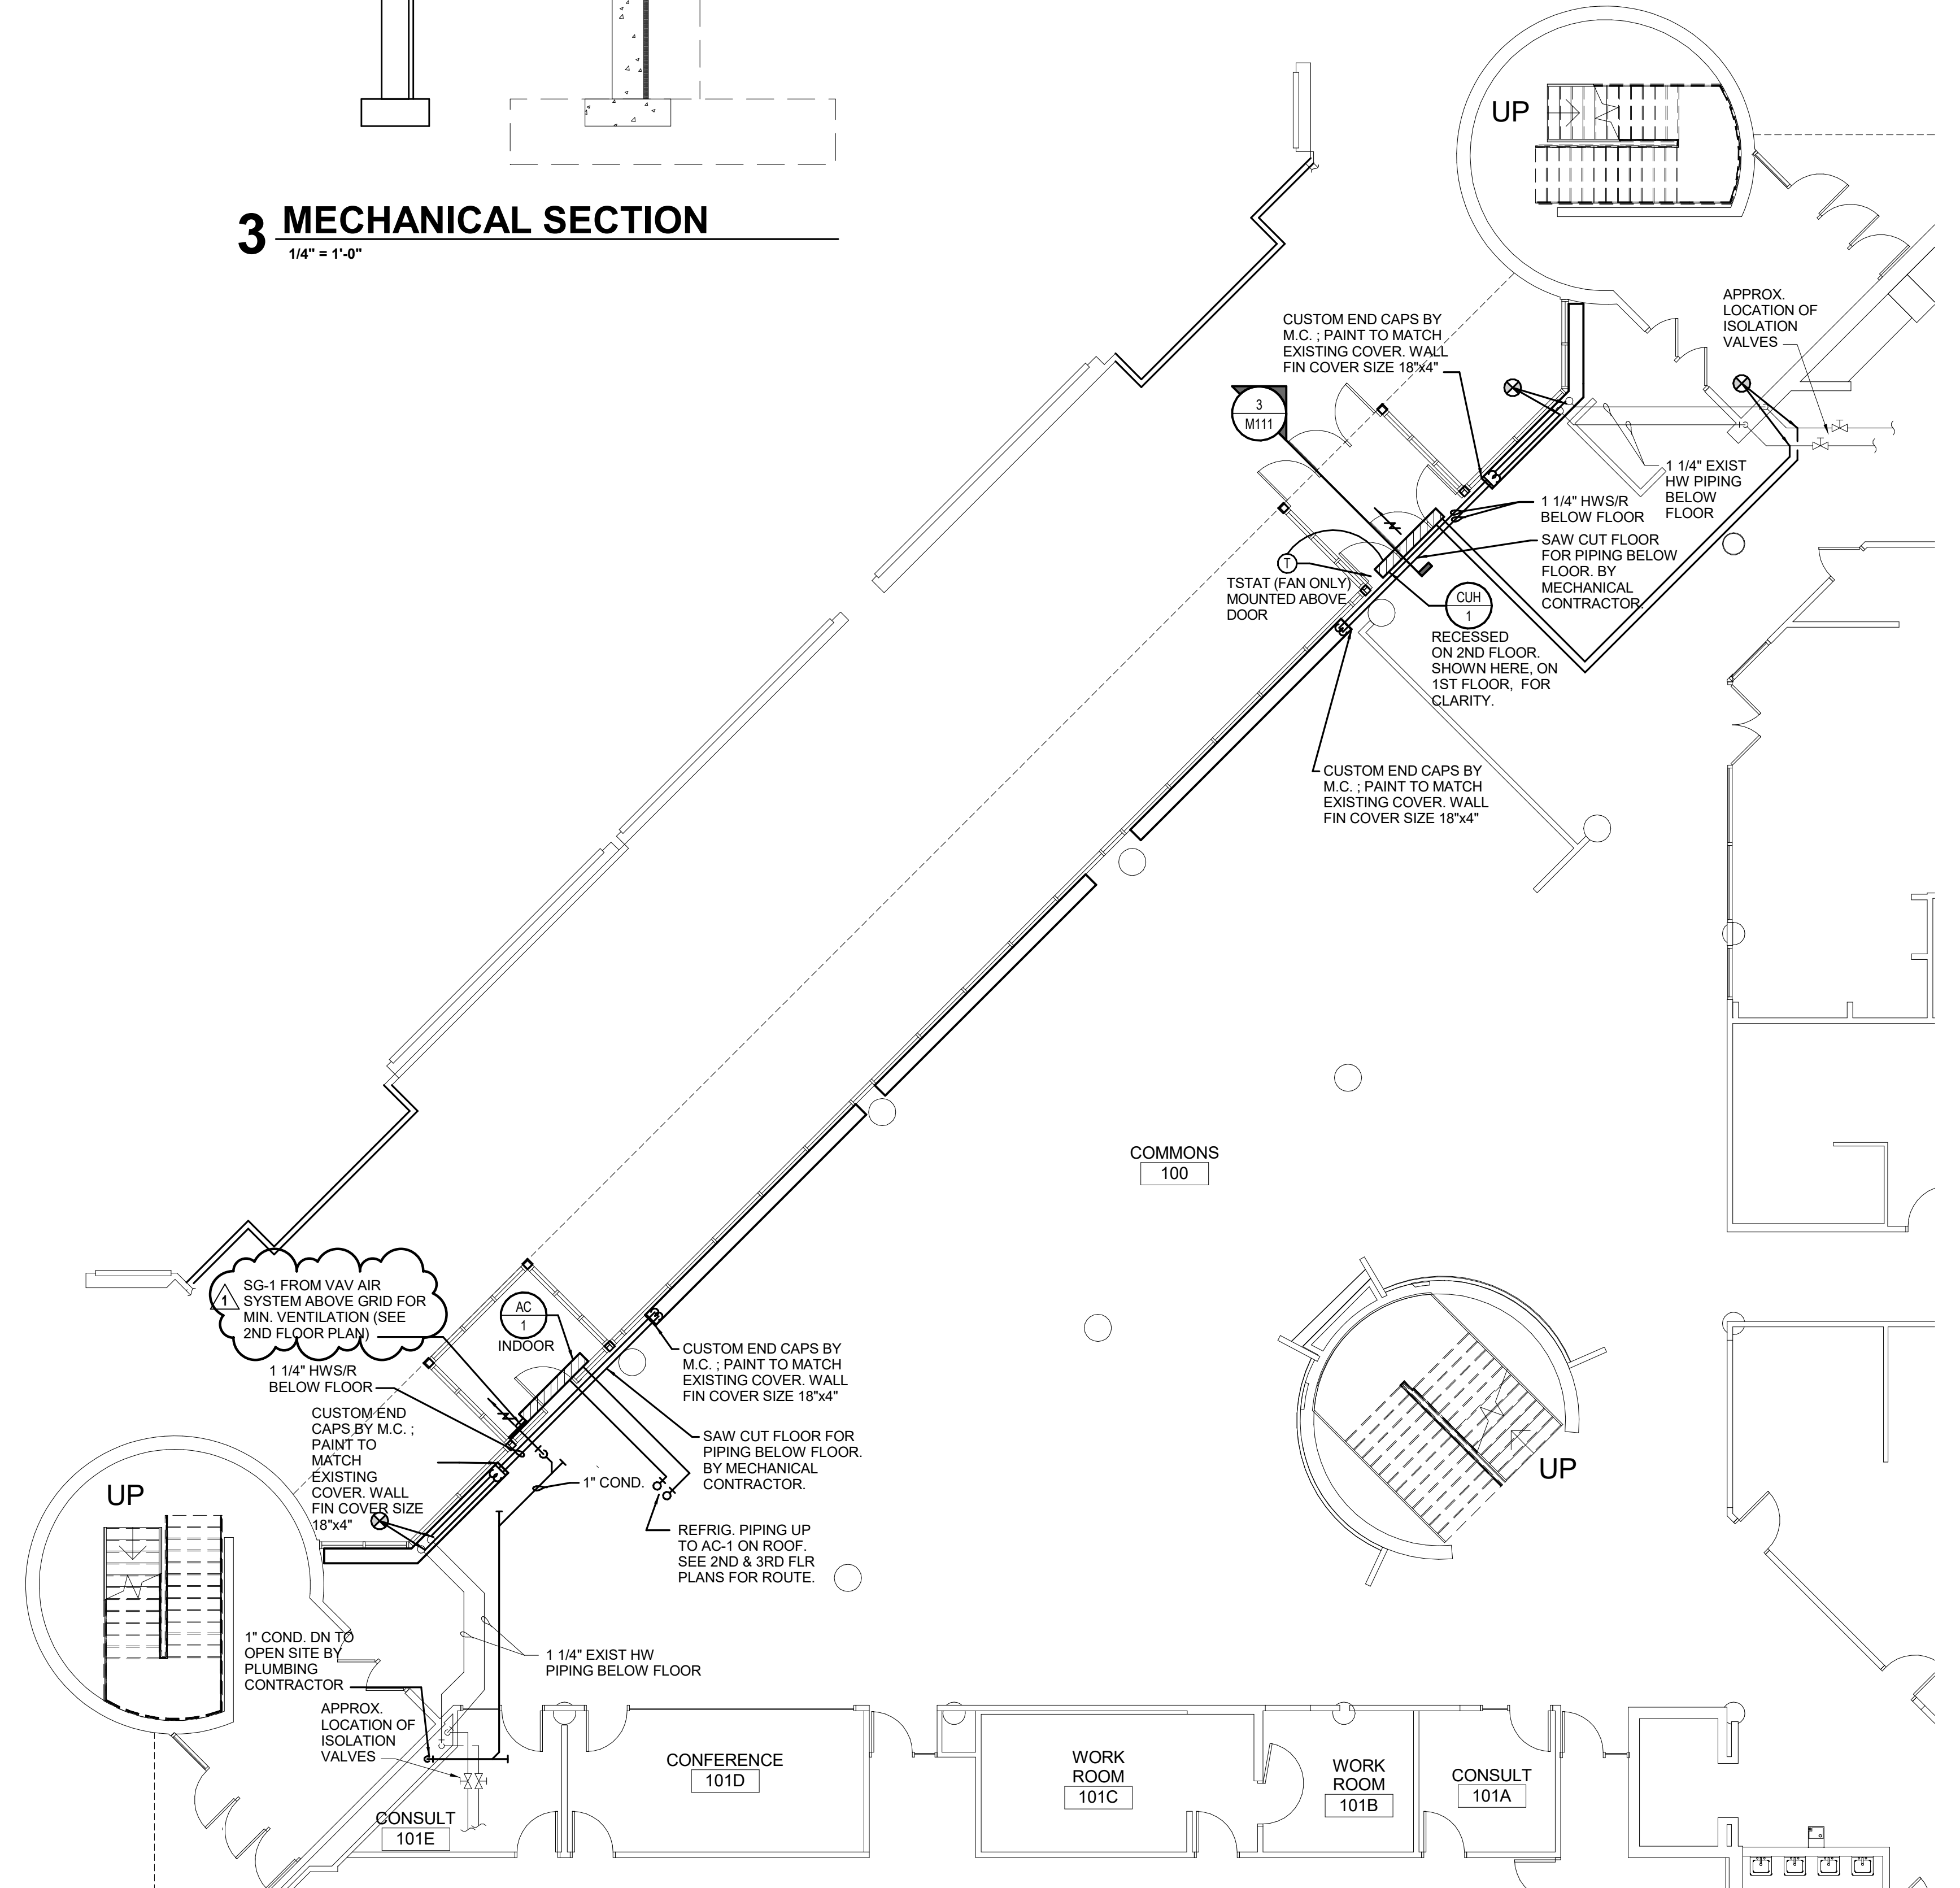 3 MECHANICAL SECTION
1/4" = 1'-0"
UP
APPROX.
LOCATION OF
ISOLATION
VALVES
CUSTOM END CAPS BY
M.C. ; PAINT TO MATCH
EXISTING COVER. WALL
FIN COVER SIZE 18"x4"
3
M111
1 1/4" EXIST
HW PIPING
BELOW
FLOOR
1 1/4" HWS/R
BELOW FLOOR
SAW CUT FLOOR
FOR PIPING BELOW
FLOOR. BY
MECHANICAL
CONTRACTOR.
T
TSTAT (FAN ONLY)
MOUNTED ABOVE
DOOR
CUH
1
RECESSED
ON 2ND FLOOR.
SHOWN HERE, ON
1ST FLOOR, FOR
CLARITY.
CUSTOM END CAPS BY
M.C. ; PAINT TO MATCH
EXISTING COVER. WALL
FIN COVER SIZE 18"x4"
COMMONS
100
1
SG-1 FROM VAV AIR
SYSTEM ABOVE GRID FOR
MIN. VENTILATION (SEE
2ND FLOOR PLAN)
AC
1
INDOOR
1 1/4" HWS/R
BELOW FLOOR
CUSTOM END CAPS BY
M.C. ; PAINT TO MATCH
EXISTING COVER. WALL
FIN COVER SIZE 18"x4"
CUSTOM END
CAPS BY M.C. ;
PAINT TO
MATCH
EXISTING
COVER. WALL
FIN COVER SIZE
18"x4"
SAW CUT FLOOR FOR
PIPING BELOW FLOOR.
BY MECHANICAL
CONTRACTOR.
1" COND.
UP
UP
REFRIG. PIPING UP
TO AC-1 ON ROOF.
SEE 2ND & 3RD FLR
PLANS FOR ROUTE.
1" COND. DN TO
OPEN SITE BY
PLUMBING
CONTRACTOR
1 1/4" EXIST HW
PIPING BELOW FLOOR
APPROX.
LOCATION OF
ISOLATION
VALVES
CONSULT
101E
CONFERENCE
101D
WORK
ROOM
101C
WORK
ROOM
101B
CONSULT
101A